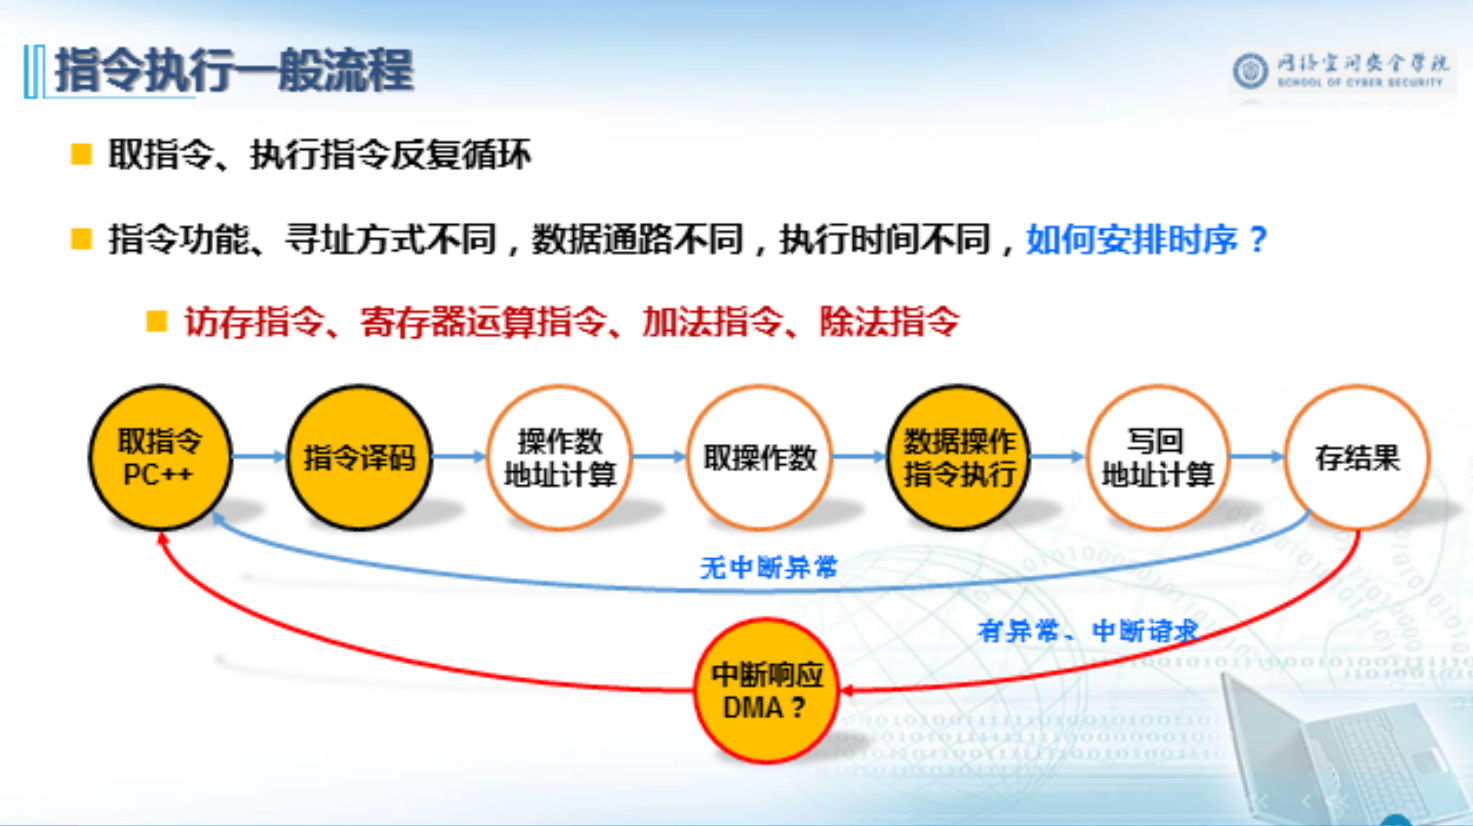 指令执行一般流程
网络空间安全学院
SCHOOL OF CYBER SECURITY
取指令、执行指令反复循环
指令功能、寻址方式不同，数据通路不同，执行时间不同，如何安排时序？
访存指令、寄存器运算指令、加法指令、除法指令
取指令
PC++
指令译码
操作数
地址计算
取操作数
数据操作
指令执行
写回
地址计算
存结果
无中断异常
有异常、中断请求
中断响应
DMA？